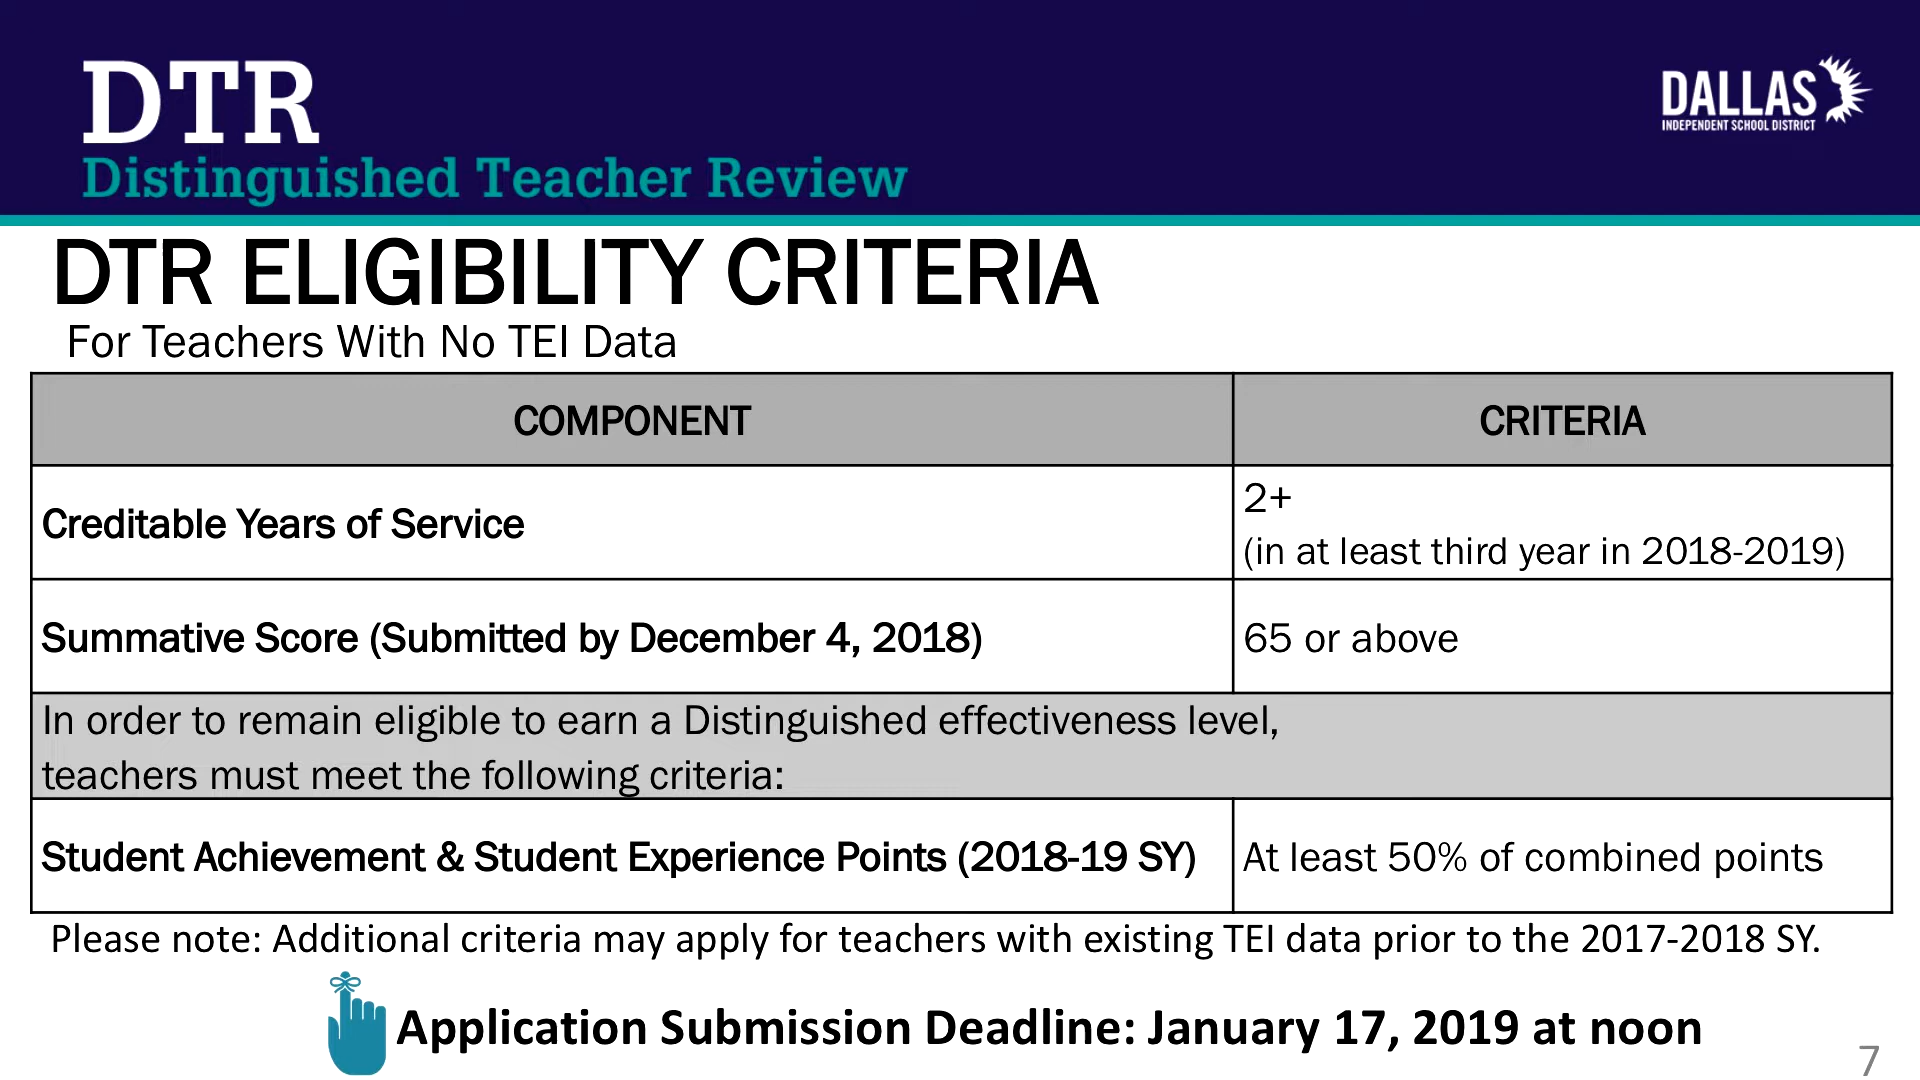 DTR
Distinguished Teacher Review
DALLAS
INDEPENDENT SCHOOL DISTRICT
DTR ELIGIBILITY CRITERIA
For Teachers With No TEI Data
COMPONENT
CRITERIA
Creditable Years of Service
2+
(in at least third year in 2018-2019)
Summative Score (Submitted by December 4, 2018)
65 or above
In order to remain eligible to earn a Distinguished effectiveness level,
teachers must meet the following criteria:
Student Achievement & Student Experience Points (2018-19 SY)
At least 50% of combined points
Please note: Additional criteria may apply for teachers with existing TEI data prior to the 2017-2018 SY.
Application Submission Deadline: January 17, 2019 at noon
7